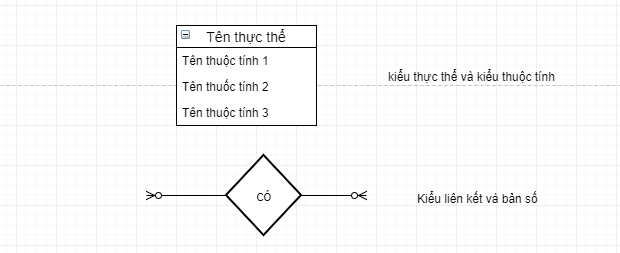 Tên thực thể
Tên thuộc tính 1
Tên thuốc tính 2
Tên thuộc tính 3
kiểu thực thể và kiểu thuộc tính
có
Kiểu liên kết và bản số